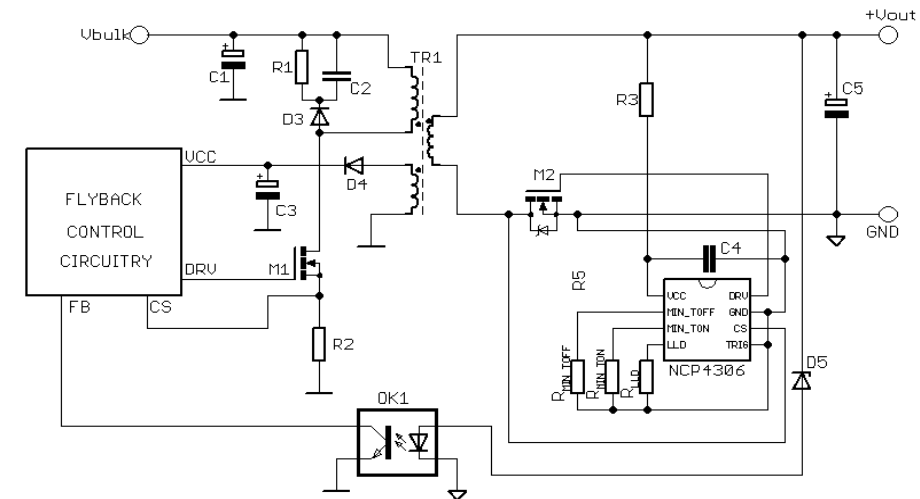 +Vout
Vbulk
TR1
C1
R1
C2
R3
C5
D3
VCC
D4
M2
FLYBACK
CONTROL
CIRCUITRY
C3
GND
C4
DRV
M1
R5
FB
CS
VCC
DRV
MIN_TOFF
GND
MIN_TON
CS
LLD
TRIG
R2
NCP4306
D5
R MIN_TOFF
R MIN_TON
R LLD
OK1